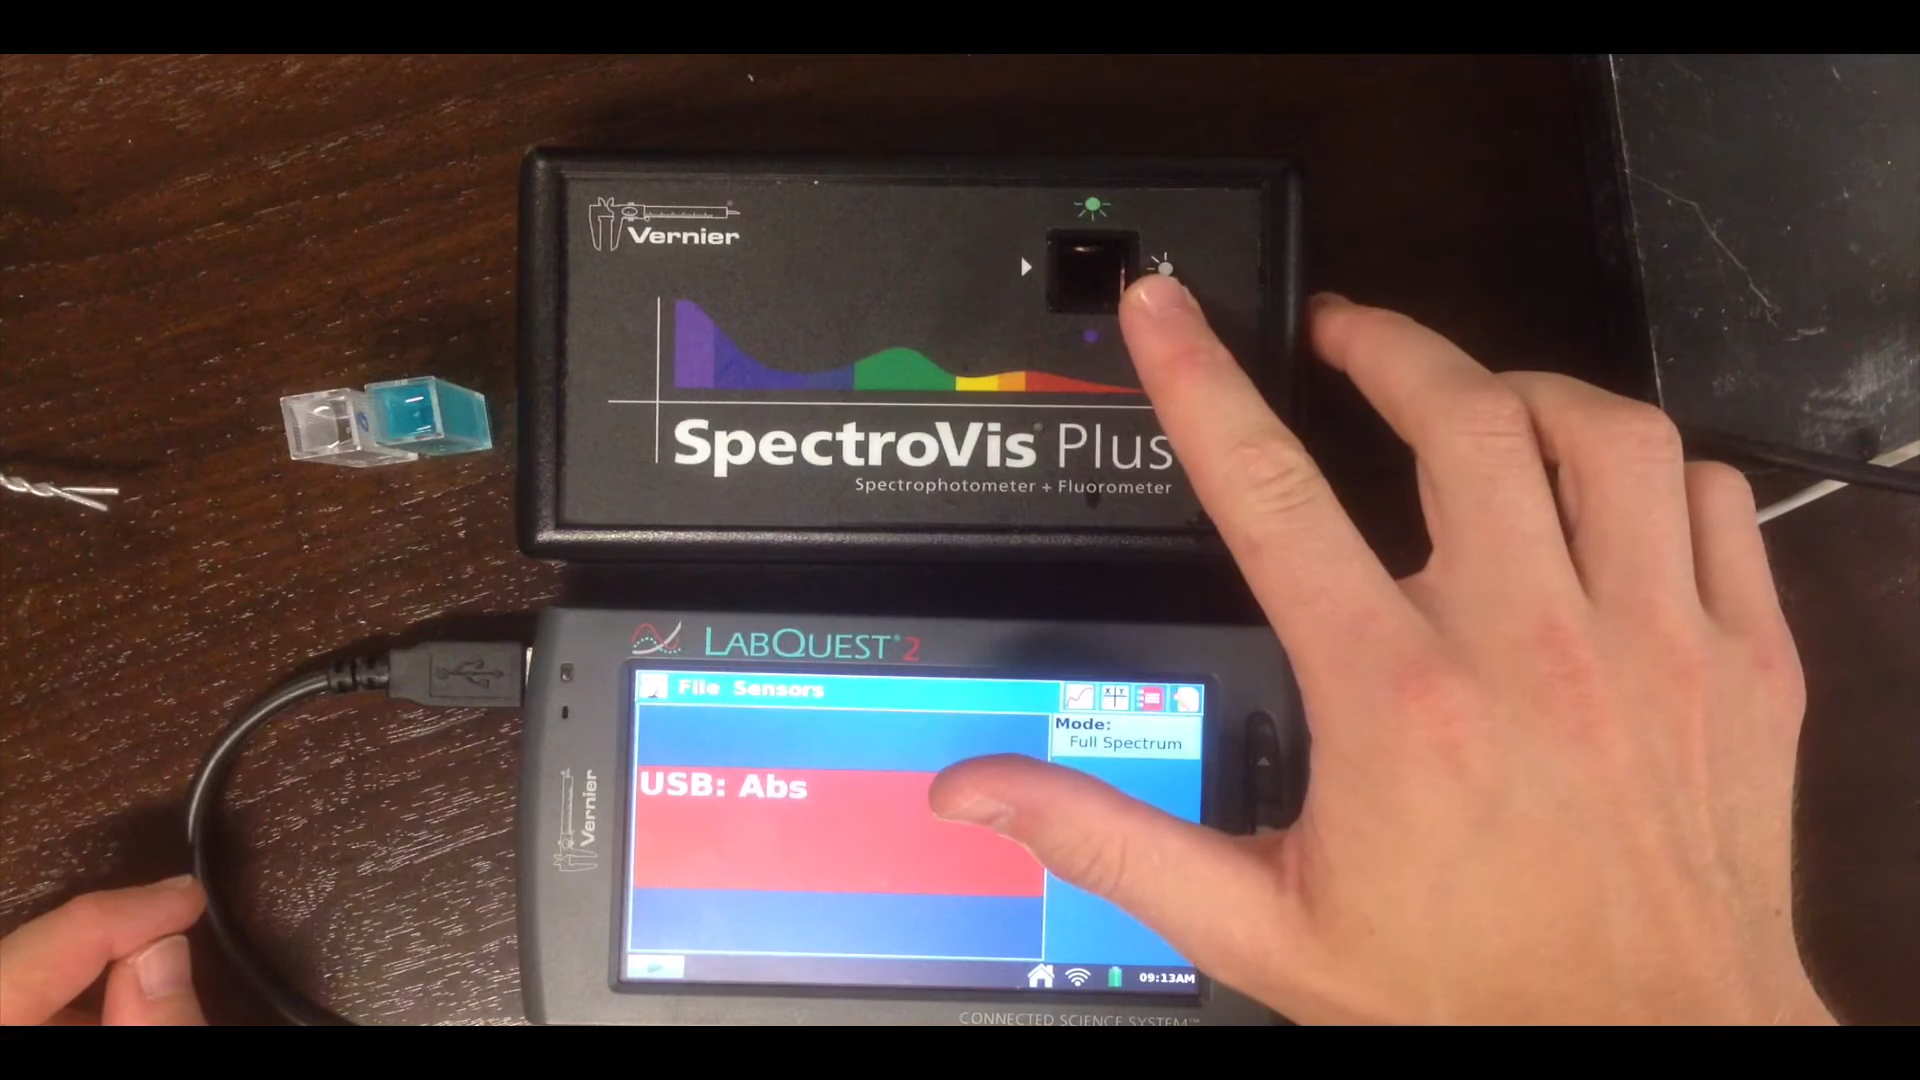 Vernier
SpectroVis® Plus
Spectrophotometer + Fluorometer
LABQUEST® 2
File Sensors
Mode:
Full Spectrum
USB: Abs
Vernier
09:13AM
CONNECTED SCIENCE SYSTEM™